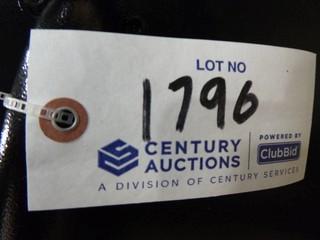 LOT NO
1796
CENTURY AUCTIONS
POWERED BY
ClubBid
A DIVISION OF CENTURY SERVICES